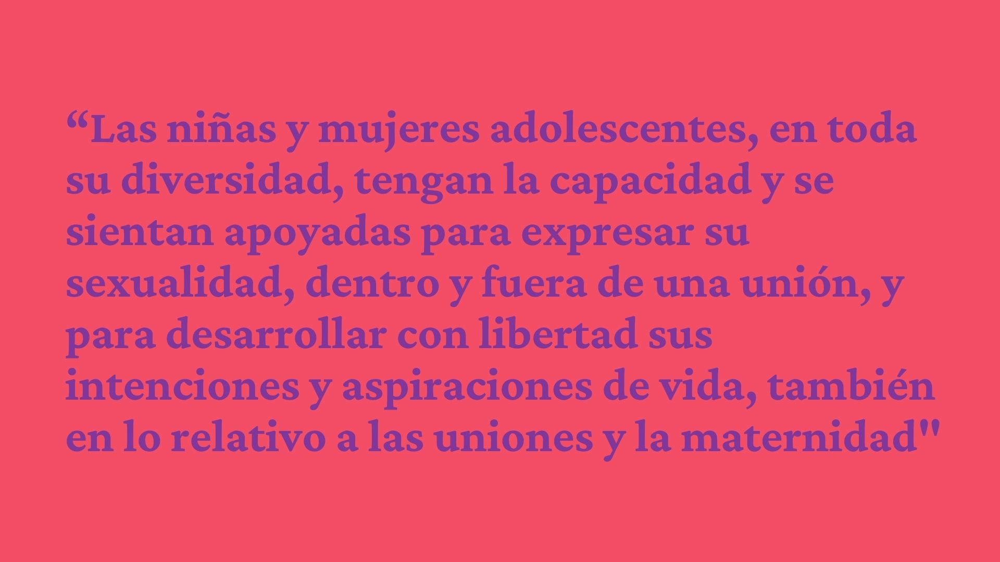 “Las niñas y mujeres adolescentes, en toda
su diversidad, tengan la capacidad y se
sientan apoyadas para expresar su
sexualidad, dentro y fuera de una unión, y
para desarrollar con libertad sus
intenciones y aspiraciones de vida, también
en lo relativo a las uniones y la maternidad"